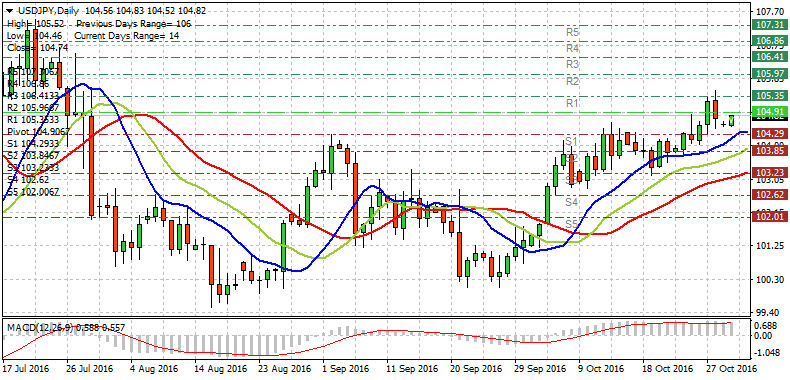 USDJPY,Daily 104.56 104.83 104.52 104.82
High= 105.52 Previous Days Range= 106
Low= 104.46 Current Days Range= 14
Close= 104.74
R4 106.86
R3 106.4133
R2 105.9667
R1 105.3533
Pivot 104.9067
S1 104.2933
S2 103.8467
S3 103.2333
S4 102.62
S5 102.0067
R5
R4
R3
R2
R1
S1
S4
S5
107.70
107.31
106.86
106.41
105.97
105.35
104.91
104.29
103.85
103.23
102.62
102.01
101.25
100.30
99.40
MACD(12,26,9) 0.588 0.557
0.688
0.00
-1.048
17 Jul 2016 26 Jul 2016 4 Aug 2016 14 Aug 2016 23 Aug 2016 1 Sep 2016 11 Sep 2016 20 Sep 2016 29 Sep 2016 9 Oct 2016 18 Oct 2016 27 Oct 2016